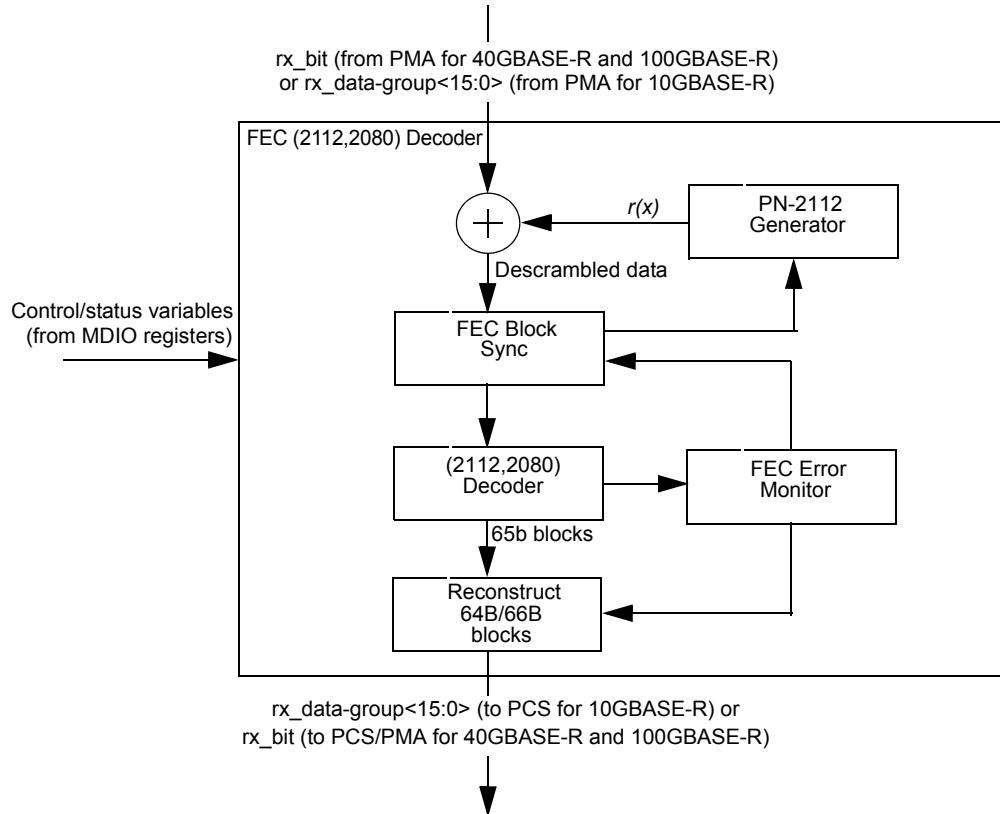 rx_bit (from PMA for 40GBASE-R and 100GBASE-R)
or rx_data-group<15:0> (from PMA for 10GBASE-R)
FEC (2112,2080) Decoder
r(x)
PN-2112
Generator
Descrambled data
Control/status variables
(from MDIO registers)
FEC Block
Sync
(2112,2080)
Decoder
FEC Error
Monitor
65b blocks
Reconstruct
64B/66B
blocks
rx_data-group<15:0> (to PCS for 10GBASE-R) or
rx_bit (to PCS/PMA for 40GBASE-R and 100GBASE-R)